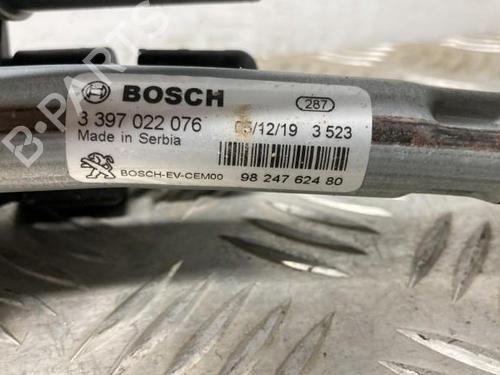 B-PARTS
BOSCH
287
3 397 022 076
/12/19 3 523
Made in Serbia
BOSCH-EV-CEM00
98 247 624 80